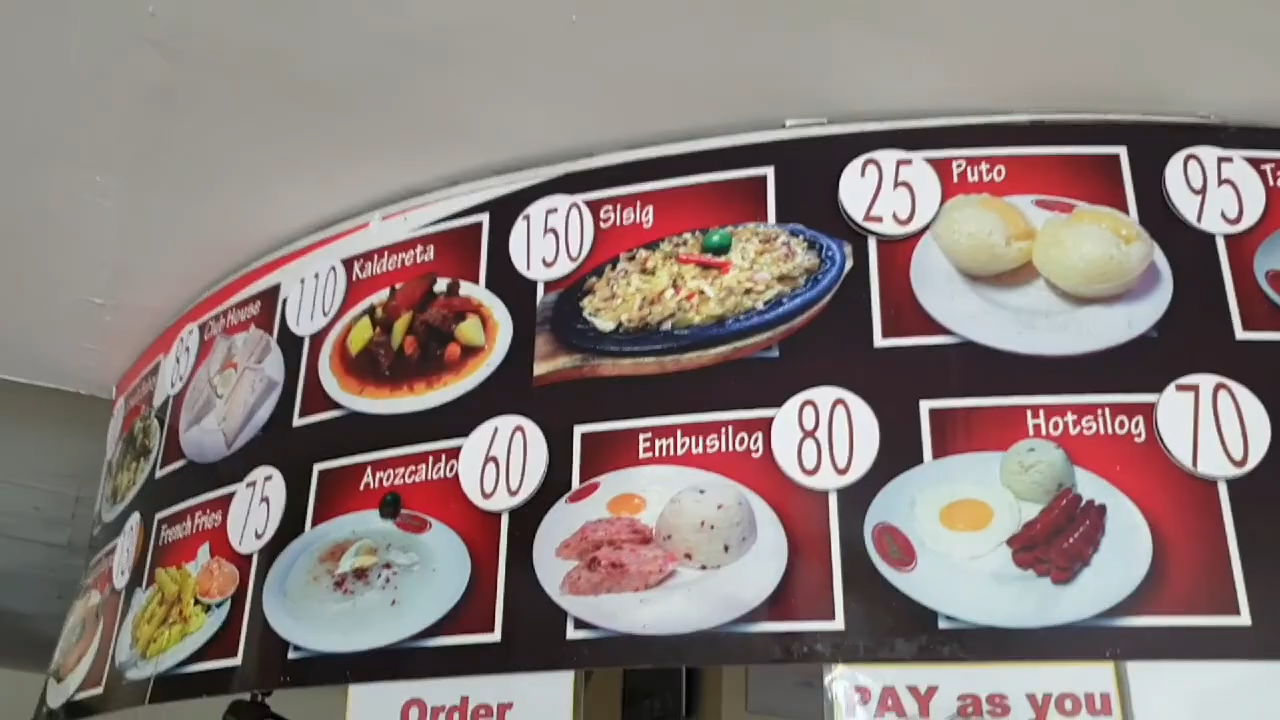 85
Club House
110
Kaldereta
150
Sisig
25
Puto
95
French Fries
75
Arozcaldo
60
Embusilog
80
Hotsilog
70
Order
PAY as you